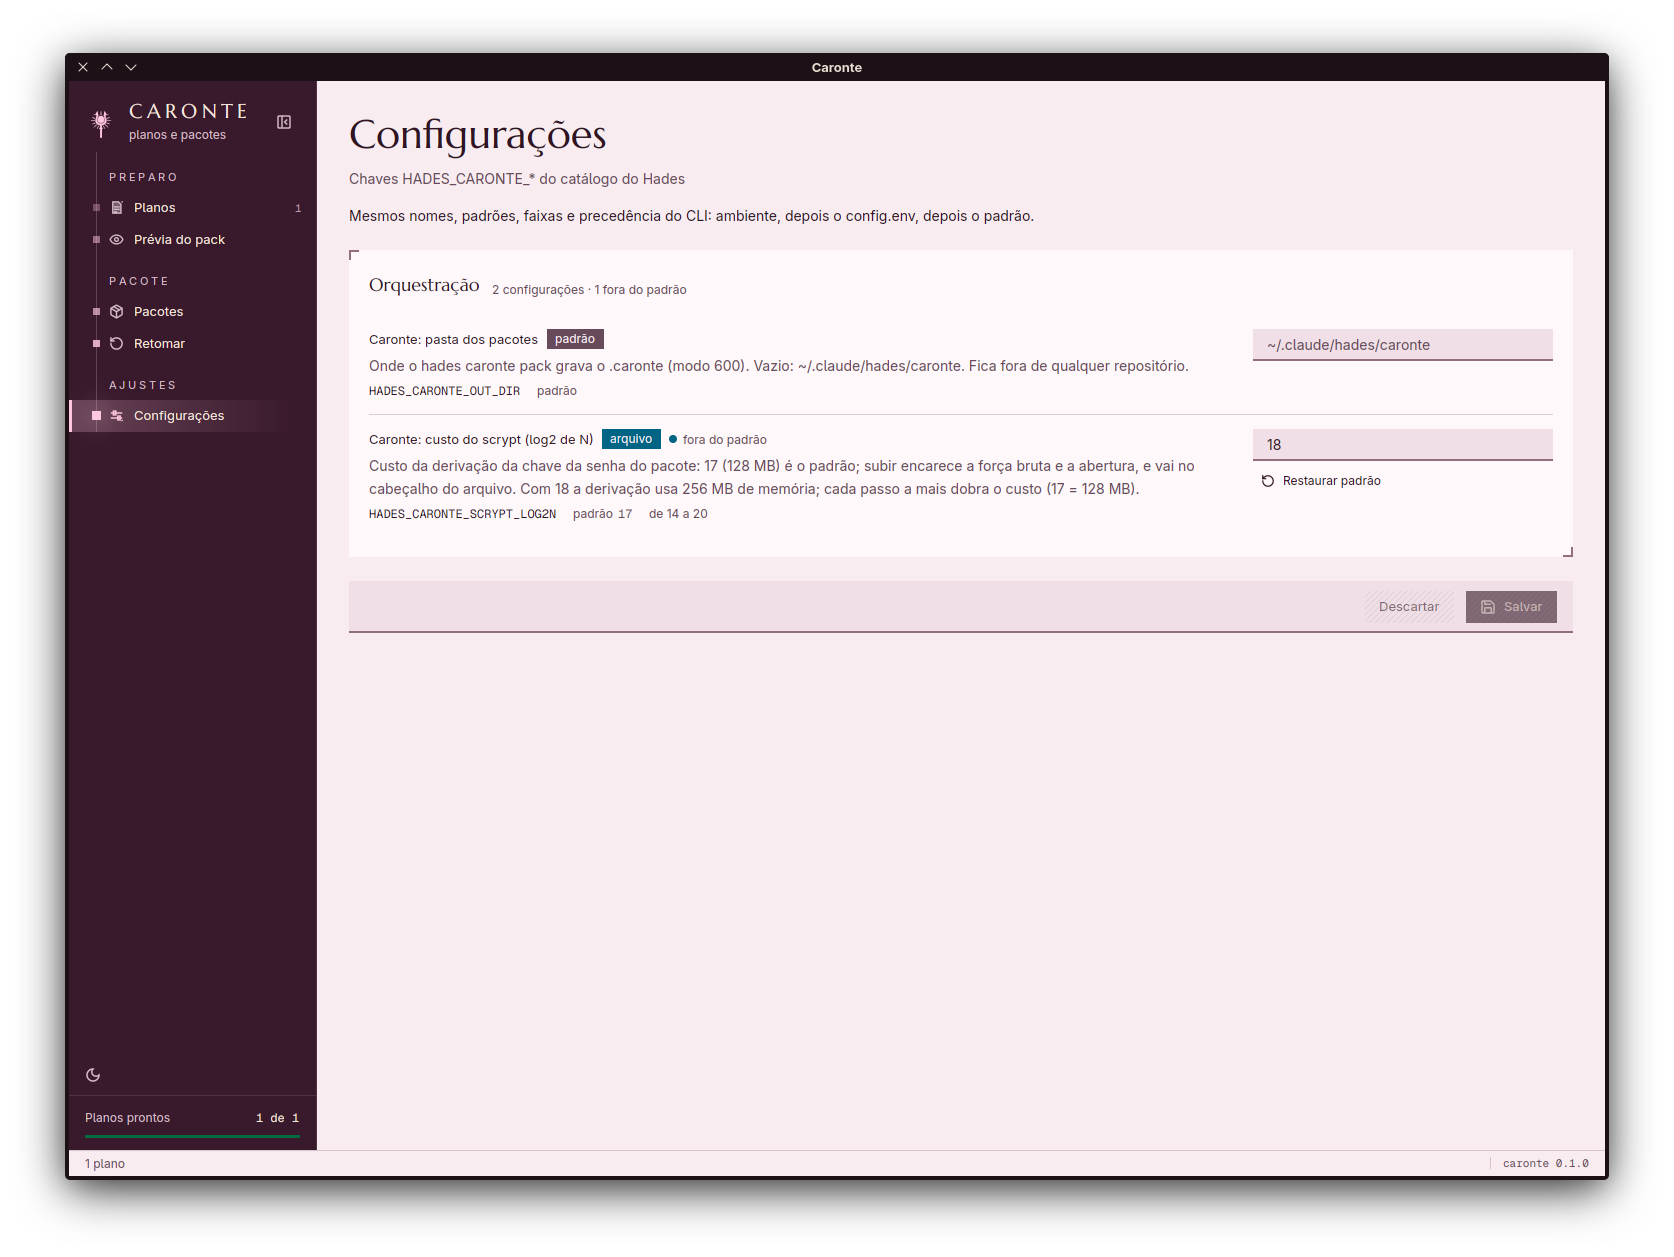 Caronte
CARONTE
planos e pacotes
PREPARO
Planos 1
Prévia do pack
PACOTE
Pacotes
Retomar
AJUSTES
Configurações
Planos prontos 1 de 1
Configurações
Chaves HADES_CARONTE_* do catálogo do Hades
Mesmos nomes, padrões, faixas e precedência do CLI: ambiente, depois o config.env, depois o padrão.
Orquestração 2 configurações · 1 fora do padrão
Caronte: pasta dos pacotes padrão
Onde o hades caronte pack grava o .caronte (modo 600). Vazio: ~/.claude/hades/caronte. Fica fora de qualquer repositório.
HADES_CARONTE_OUT_DIR padrão
~/.claude/hades/caronte
Caronte: custo do scrypt (log2 de N) arquivo fora do padrão
Custo da derivação da chave da senha do pacote: 17 (128 MB) é o padrão; subir encarece a força bruta e a abertura, e vai no
cabeçalho do arquivo. Com 18 a derivação usa 256 MB de memória; cada passo a mais dobra o custo (17 = 128 MB).
HADES_CARONTE_SCRYPT_LOG2N padrão 17 de 14 a 20
18
Restaurar padrão
Descartar Salvar
1 plano caronte 0.1.0